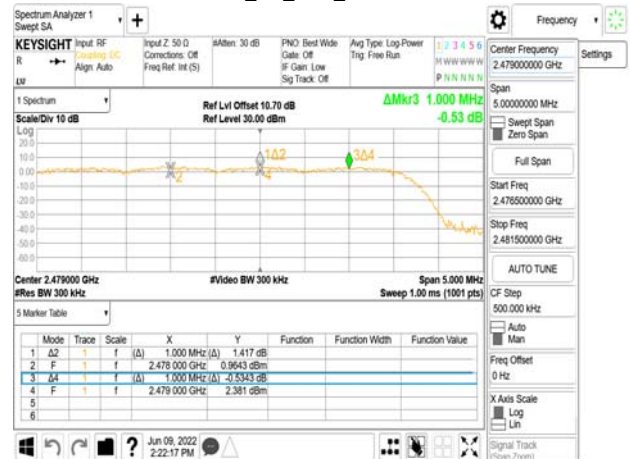 Spectrum Analyzer 1
Swept SA
+
Frequency
KEYSIGHT
Input: RF
Coupling: DC
Align: Auto
Input Z: 50 Ω
Corrections: Off
Freq Ref: Int (S)
#Atten: 30 dB
PNO: Best Wide
Gate: Off
IF Gain: Low
Sig Track: Off
Avg Type: Log-Power
Trig: Free Run
1 2 3 4 5 6
M W W W W W
P N N N N N
R
LU
1 Spectrum
Scale/Div 10 dB
Ref Lvl Offset 10.70 dB
Ref Level 30.00 dBm
ΔMkr3 1.000 MHz
-0.53 dB
Log
20.0
10.0
0.00
-10.0
-20.0
-30.0
-40.0
-50.0
-60.0
1Δ2
3Δ4
2
4
Center 2.479000 GHz
#Res BW 300 kHz
#Video BW 300 kHz
Span 5.000 MHz
Sweep 1.00 ms (1001 pts)
5 Marker Table
Mode Trace Scale X Y Function Function Width Function Value
1 Δ2 1 f (Δ) 1.000 MHz (Δ) 1.417 dB
2 F 1 f 2.478 000 GHz 0.9643 dBm
3 Δ4 1 f (Δ) 1.000 MHz (Δ) -0.5343 dB
4 F 1 f 2.479 000 GHz 2.381 dBm
5
6
?
Jun 09, 2022
2:22:17 PM
Center Frequency
2.479000000 GHz
Span
5.00000000 MHz
Swept Span
Zero Span
Full Span
Start Freq
2.476500000 GHz
Stop Freq
2.481500000 GHz
AUTO TUNE
CF Step
500.000 kHz
Auto
Man
Freq Offset
0 Hz
X Axis Scale
Log
Lin
Signal Track
(Span Zoom)
Settings